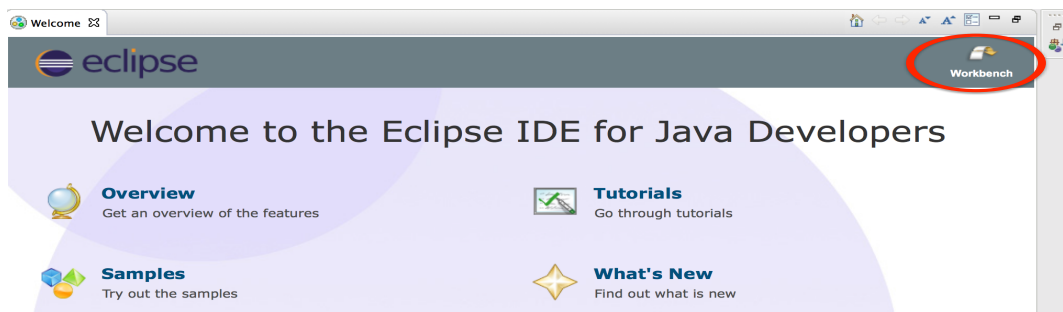 Welcome
eclipse
Workbench
Welcome to the Eclipse IDE for Java Developers
Overview
Get an overview of the features
Tutorials
Go through tutorials
Samples
Try out the samples
What's New
Find out what is new